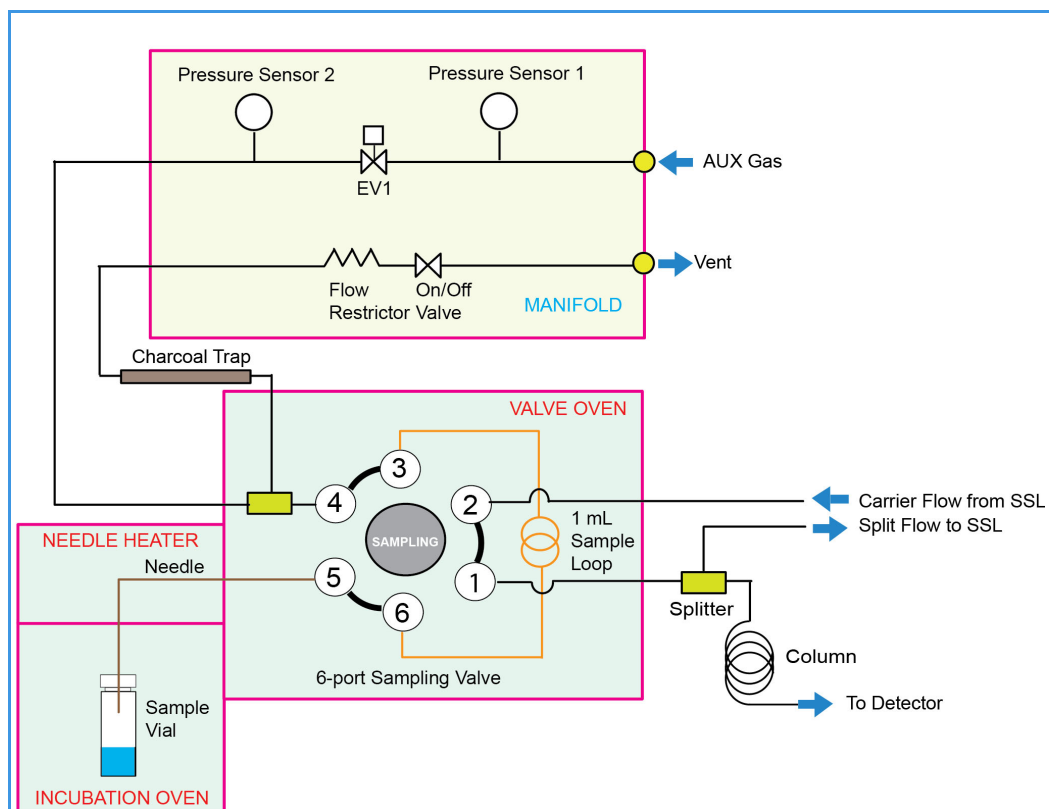 Pressure Sensor 2
Pressure Sensor 1
AUX Gas
EV1
Vent
Flow
Restrictor
On/Off
Valve
MANIFOLD
Charcoal Trap
VALVE OVEN
3
4
2
SAMPLING
1 mL
Sample
Loop
Carrier Flow from SSL
Split Flow to SSL
NEEDLE HEATER
Needle
5
1
6
Splitter
6-port Sampling Valve
Column
Sample
Vial
To Detector
INCUBATION OVEN